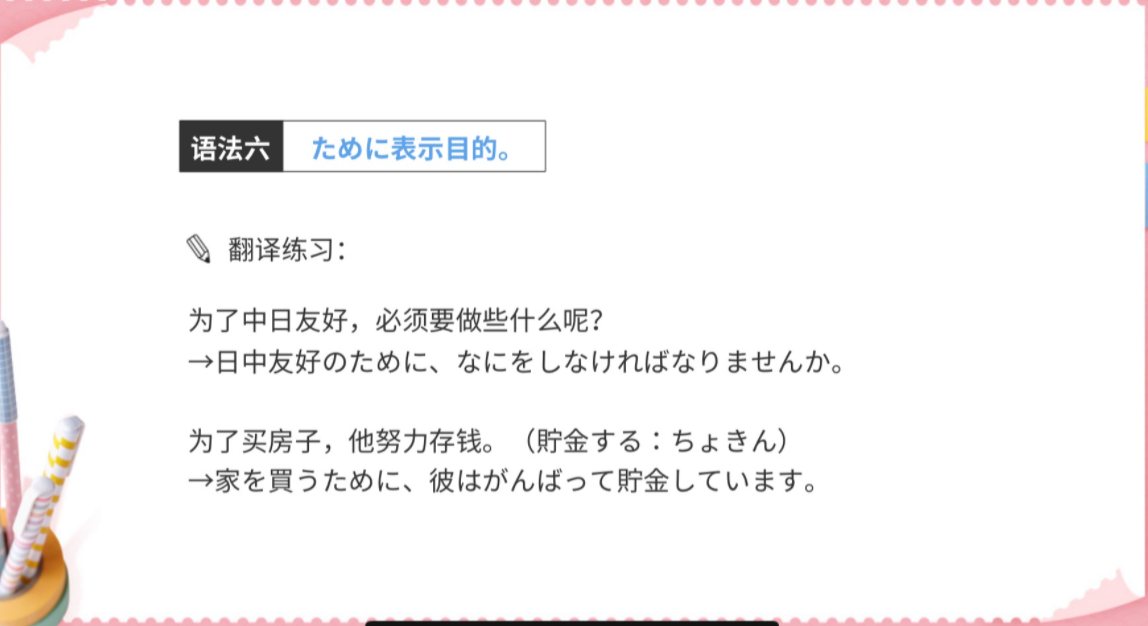 语法六 ために表示目的。
翻译练习：
为了中日友好，必须要做些什么呢？
→日中友好のために、なにをしなければなりませんか。
为了买房子，他努力存钱。（貯金する：ちょきん）
→家を買うために、彼はがんばって貯金しています。